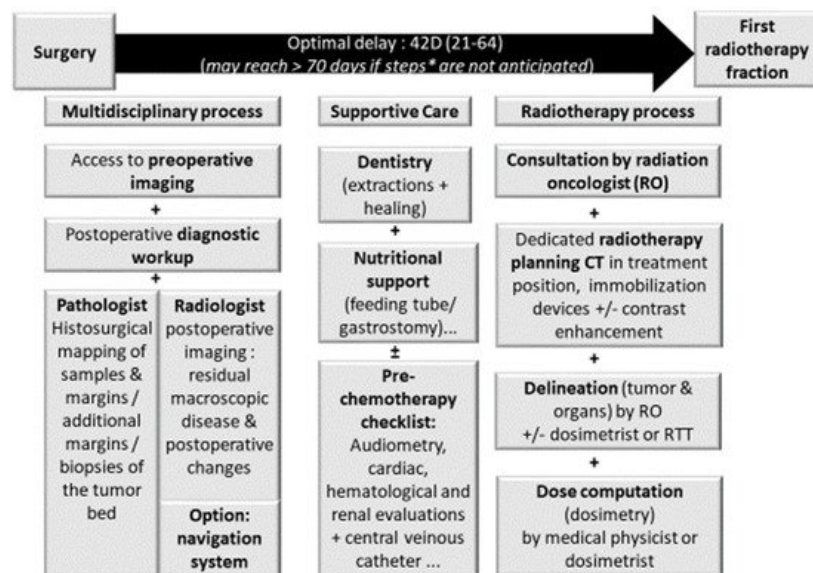 Surgery
Optimal delay : 42D (21-64)
(may reach > 70 days if steps* are not anticipated)
First
radiotherapy
fraction
Multidisciplinary process
Access to preoperative
imaging
+
Postoperative diagnostic
workup
+
Pathologist
Histosurgical
mapping of
samples &
margins /
additional
margins /
biopsies of
the tumor
bed
Radiologist
postoperative
imaging :
residual
macroscopic
disease &
postoperative
changes
Option:
navigation
system
Supportive Care
Dentistry
(extractions +
healing)
+
Nutritional
support
(feeding tube/
gastrostomy)...
±
Pre-
chemotherapy
checklist:
Audiometry,
cardiac,
hematological and
renal evaluations
+ central veinous
catheter ...
Radiotherapy process
Consultation by radiation
oncologist (RO)
+
Dedicated radiotherapy
planning CT in treatment
position, immobilization
devices +/- contrast
enhancement
+
Delineation (tumor &
organs) by RO
+/- dosimetrist or RTT
+
Dose computation
(dosimetry)
by medical physicist or
dosimetrist